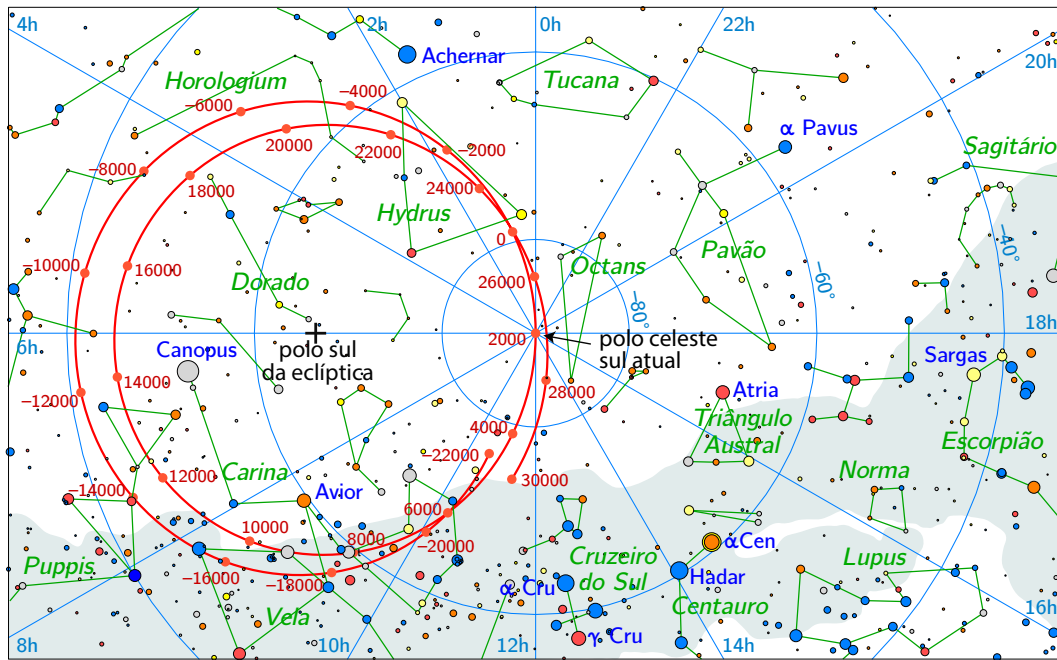 4h
2h
0h
22h
20h
Achernar
Horologium
Tucana
−6000
−4000
20000
22000
−2000
α Pavus
Sagitário
−8000
18000
24000
Hydrus
0
Pavão
−40°
−10000
16000
Dorado
26000
Octans
−60°
−80°
6h
Canopus
polo sul
da eclíptica
2000
polo celeste
sul atual
18h
Sargas
14000
−12000
28000
Atria
Triângulo
Austral
4000
−22000
Escorpião
Carina
12000
−14000
Avior
30000
Norma
6000
10000
8000
−20000
αCen
Cruzeiro
do Sul
Lupus
Puppis
−16000
−18000
α Cru
Hadar
Centauro
Vela
γ Cru
8h
10h
12h
14h
16h